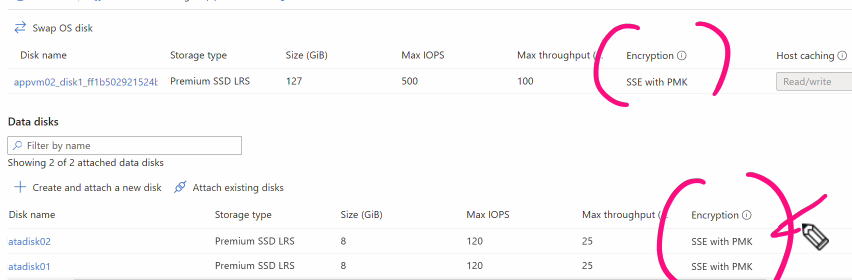 Swap OS disk
Disk name Storage type Size (GiB) Max IOPS Max throughput (. Encryption Host caching
appvm02_disk1_ff1b502921524b Premium SSD LRS 127 500 100 SSE with PMK Read/write
Data disks
Filter by name
Showing 2 of 2 attached data disks
Create and attach a new disk Attach existing disks
Disk name Storage type Size (GiB) Max IOPS Max throughput (. Encryption
atadisk02 Premium SSD LRS 8 120 25 SSE with PMK
atadisk01 Premium SSD LRS 8 120 25 SSE with PMK